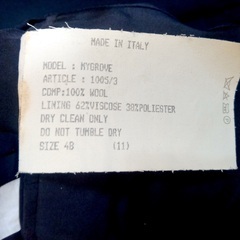 MADE IN ITALY
MODEL : MYGROVE
ARTICLE : 1005/3
COMP:100% WOOL
LINING 62%VISCOSE 38%POLIESTER
DRY CLEAN ONLY
DO NOT TUMBLE DRY
SIZE 48 (11)